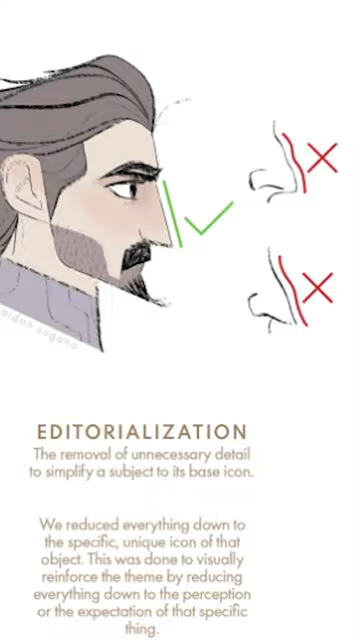 aidan sugano
EDITORIALIZATION
The removal of unnecessary detail
to simplify a subject to its base icon.
We reduced everything down to
the specific, unique icon of that
object. This was done to visually
reinforce the theme by reducing
everything down to the perception
or the expectation of that specific
thing.